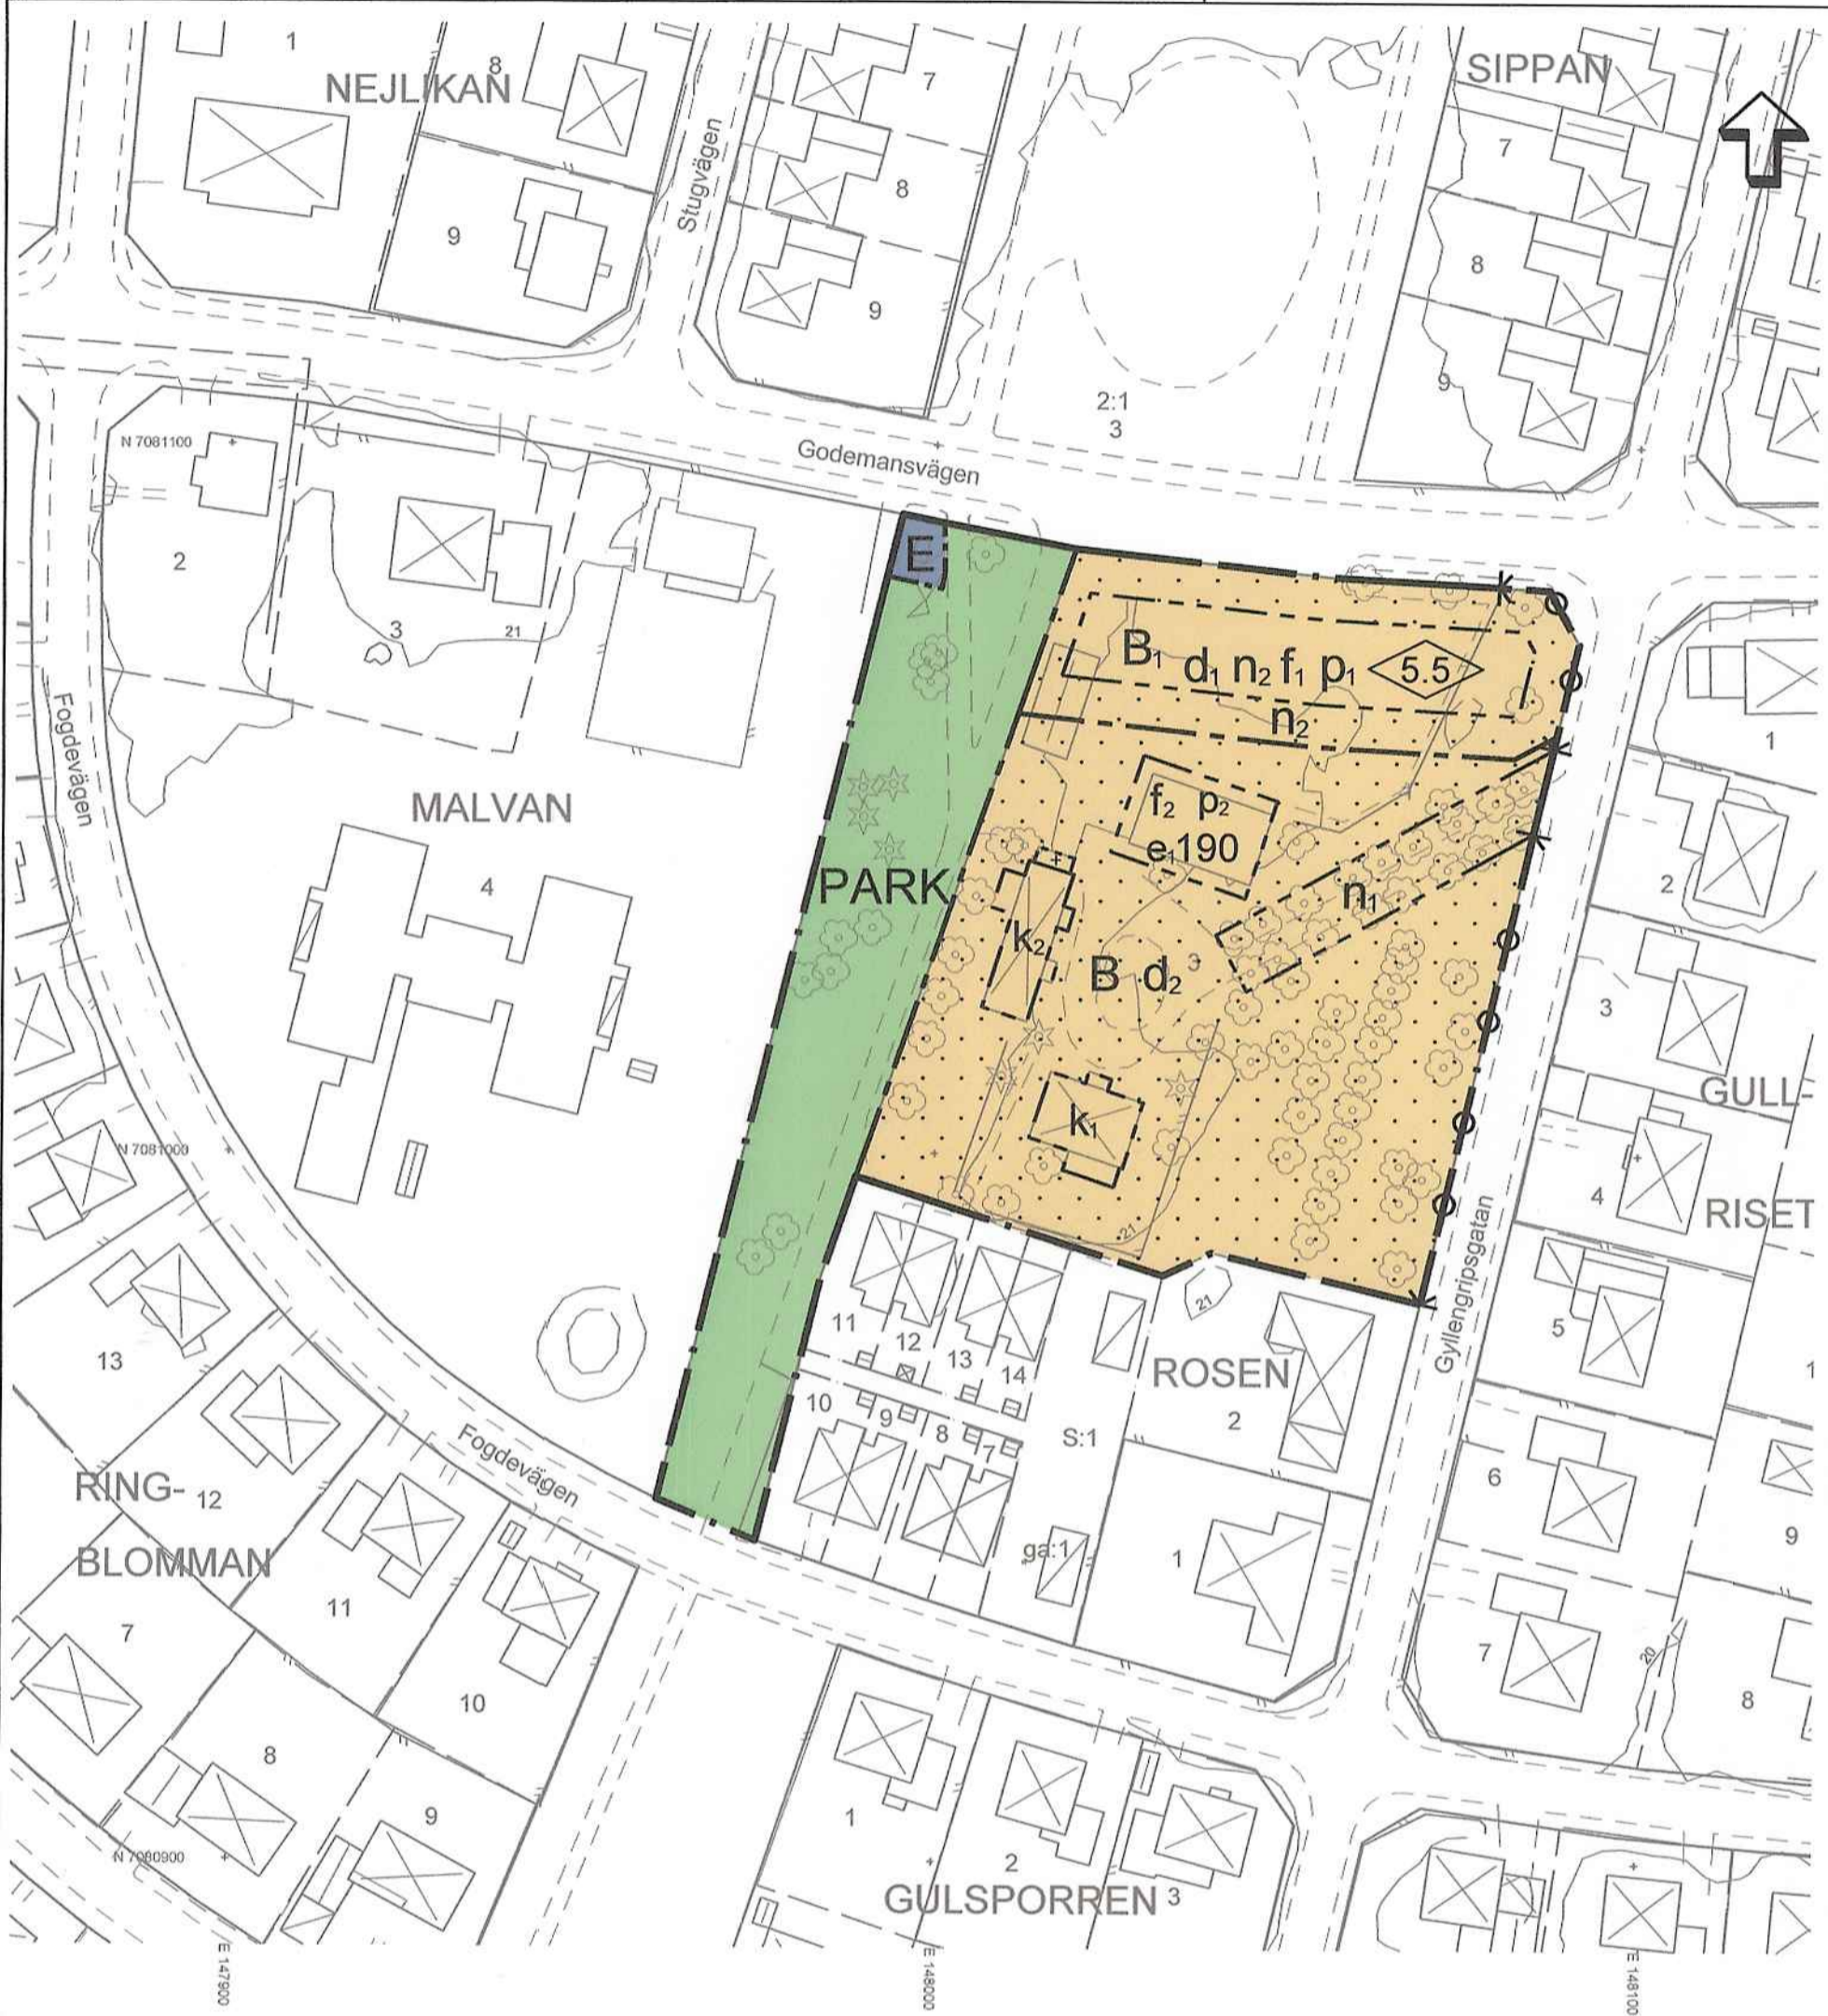 1
8
NEJLIKAN
9
Stugvägen
7
8
9
SIPPAN
7
8
9
2:1
3
Godemansvägen
N 7081100
2
3
21
Fogdevägen
E
B1 d1 n2 f1 p1 5.5
n2
f2 p2
e1190
n1
MALVAN
4
PARK
k2
B d2
3
k1
21
1
2
3
GULL-
4
RISET
N 7081000
Gyllengripsgatan
5
1
13
11
12
13
14
21
ROSEN
2
10
9
8
7
S:1
Fogdevägen
RING-
12
BLOMMAN
6
9
ga:1
1
11
7
10
7
20
8
8
9
1
2
GULSPORREN
3
N 7080900
E 147900
E 148000
E 148100